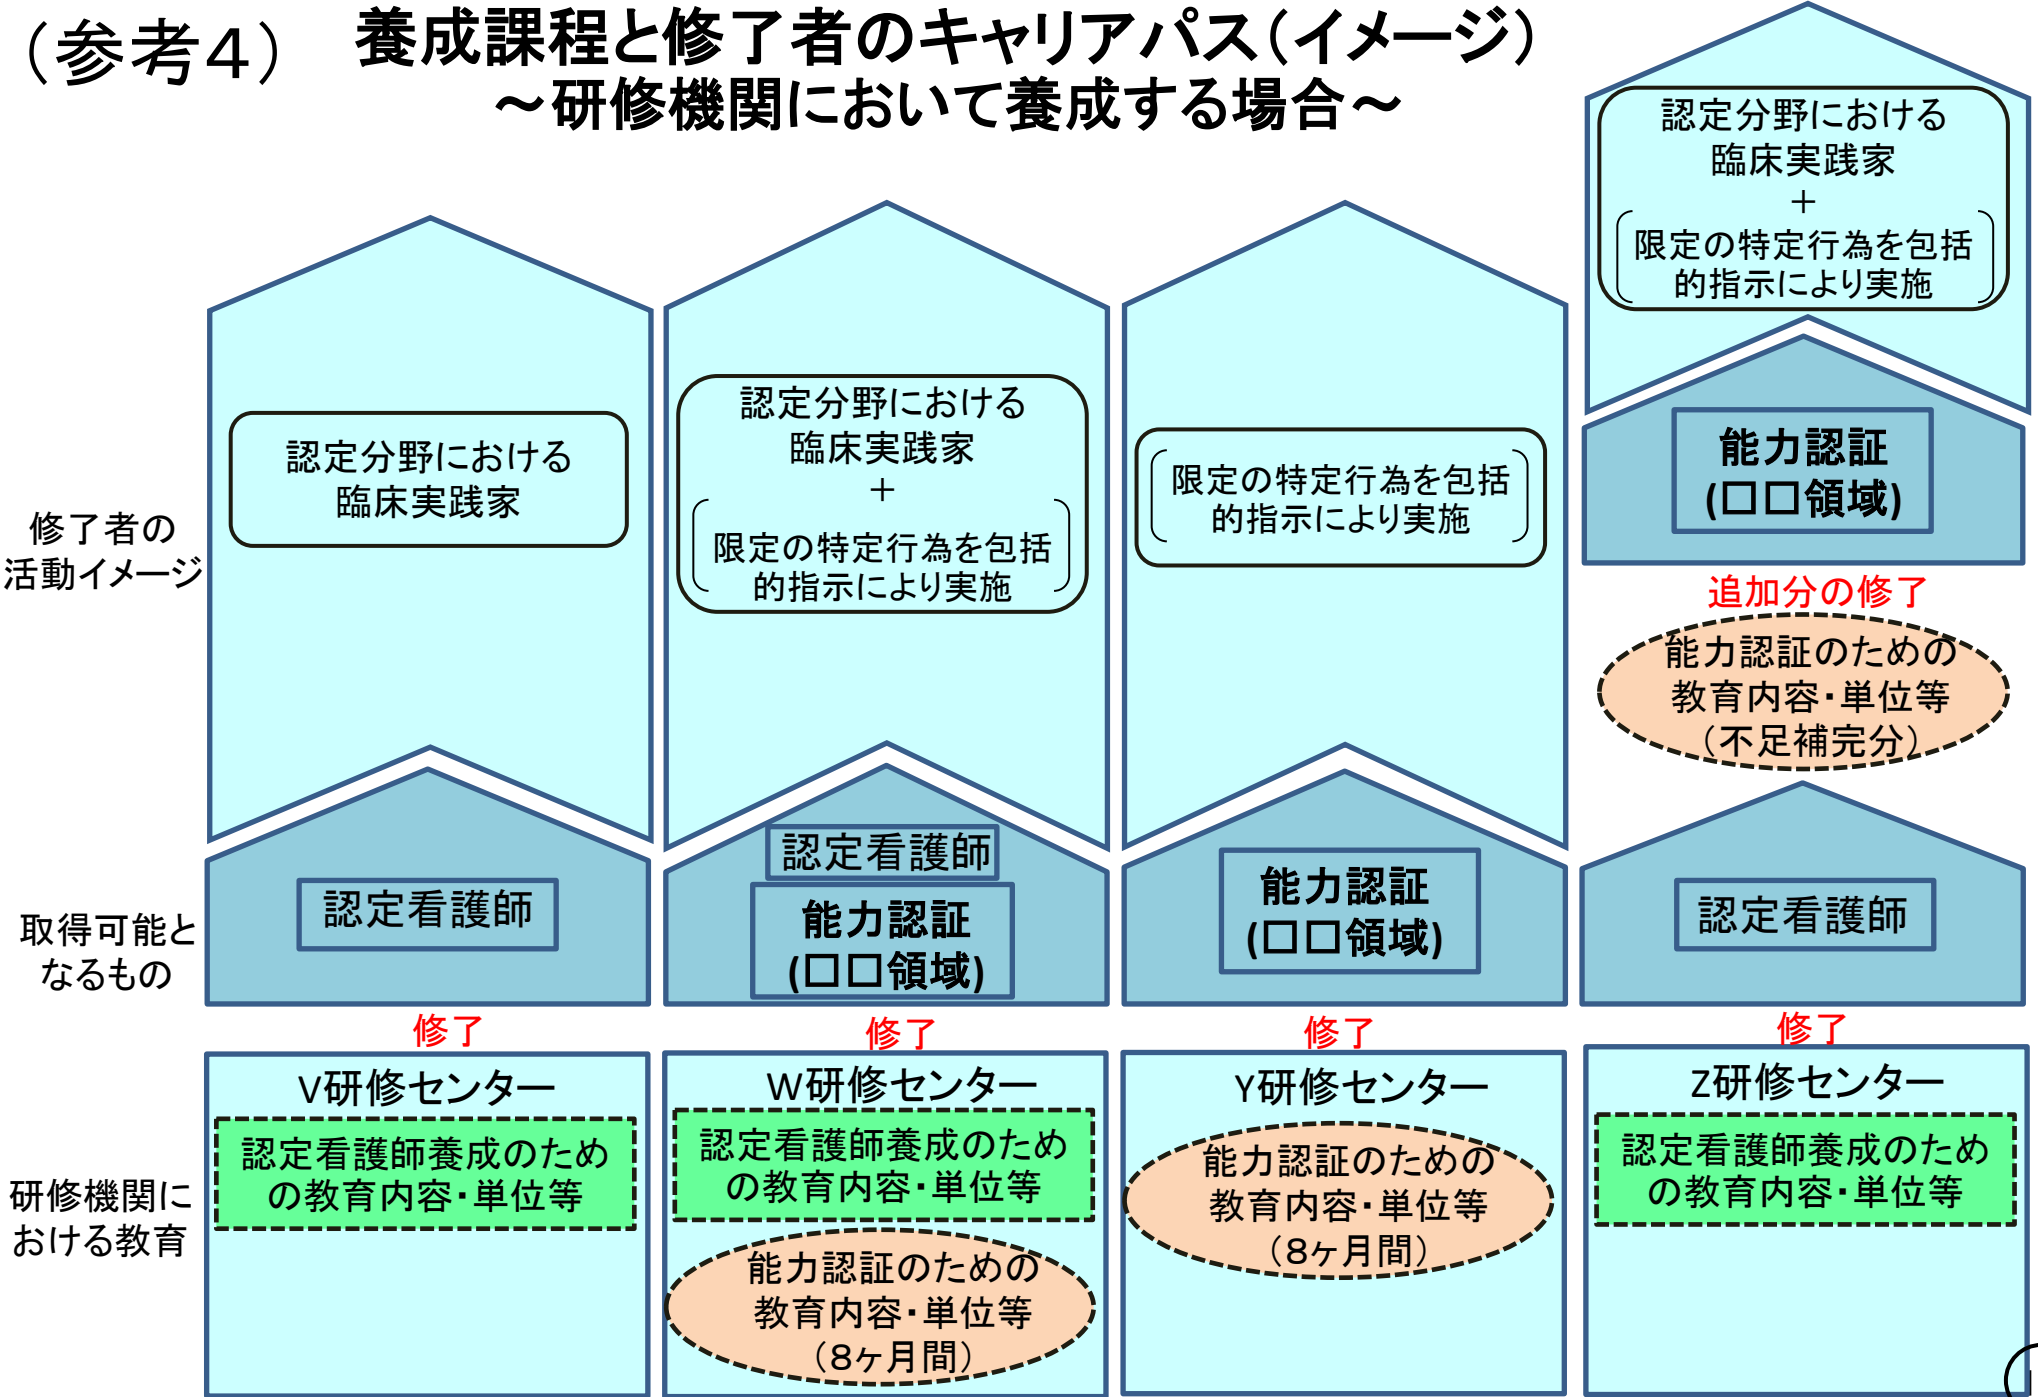 （参考４）
養成課程と修了者のキャリアパス（イメージ）
～研修機関において養成する場合～
修了者の
活動イメージ
取得可能と
なるもの
研修機関に
おける教育
認定分野における
臨床実践家
認定看護師
修了
V研修センター
認定看護師養成のため
の教育内容・単位等
認定分野における
臨床実践家
＋
限定の特定行為を包括
的指示により実施
認定看護師
能力認証
(□□領域)
修了
W研修センター
認定看護師養成のため
の教育内容・単位等
能力認証のための
教育内容・単位等
（８ヶ月間）
限定の特定行為を包括
的指示により実施
能力認証
(□□領域)
修了
Y研修センター
能力認証のための
教育内容・単位等
（８ヶ月間）
認定分野における
臨床実践家
＋
限定の特定行為を包括
的指示により実施
能力認証
(□□領域)
追加分の修了
能力認証のための
教育内容・単位等
（不足補完分）
認定看護師
修了
Z研修センター
認定看護師養成のため
の教育内容・単位等